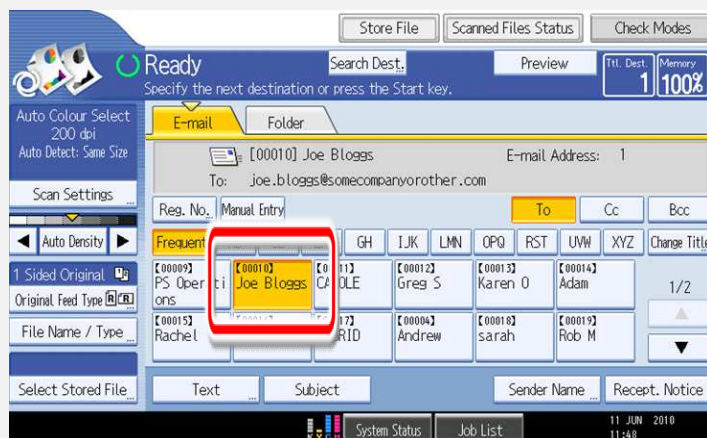 Store File Scanned Files Status Check Modes
Ready Search Dest. Preview Ttl. Dest. Memory
Specify the next destination or press the Start key. 1 100%
Auto Colour Select
200 dpi
Auto Detect: Same Size
E-mail Folder
[00010] Joe Bloggs E-mail Address: 1
To: joe.bloggs@somecompanyorother.com
Scan Settings
Reg. No. Manual Entry To Cc Bcc
Auto Density
Frequent GH IJK LMN OPQ RST UVW XYZ Change Title
1 Sided Original
Original Feed Type
[00009] [00010] [00012] [00013] [00014]
PS Operati Joe Bloggs Greg S Karen O Adam 1/2
ons
File Name / Type
[00015] [00004] [00018] [00019]
Rachel Andrew sarah Rob M
Select Stored File Text Subject Sender Name Recept. Notice
System Status Job List 11 JUN 2010
11:48